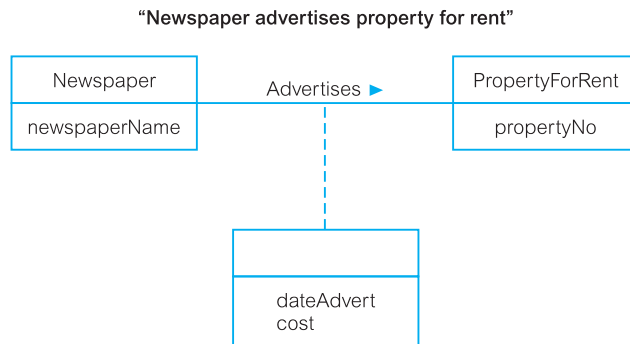 “Newspaper advertises property for rent”
Newspaper
Advertises ►
PropertyForRent
newspaperName
propertyNo
dateAdvert
cost